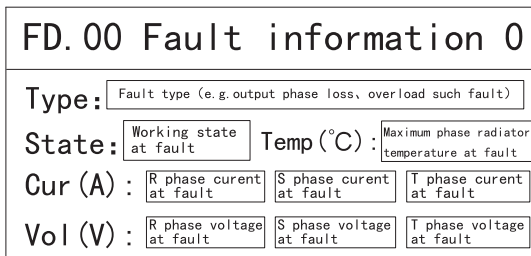 FD.00 Fault information 0
Type: Fault type (e.g.output phase loss、overload such fault)
State: Working state at fault Temp(℃): Maximum phase radiator temperature at fault
Cur(A): R phase curent at fault S phase curent at fault T phase curent at fault
Vol(V): R phase voltage at fault S phase voltage at fault T phase voltage at fault